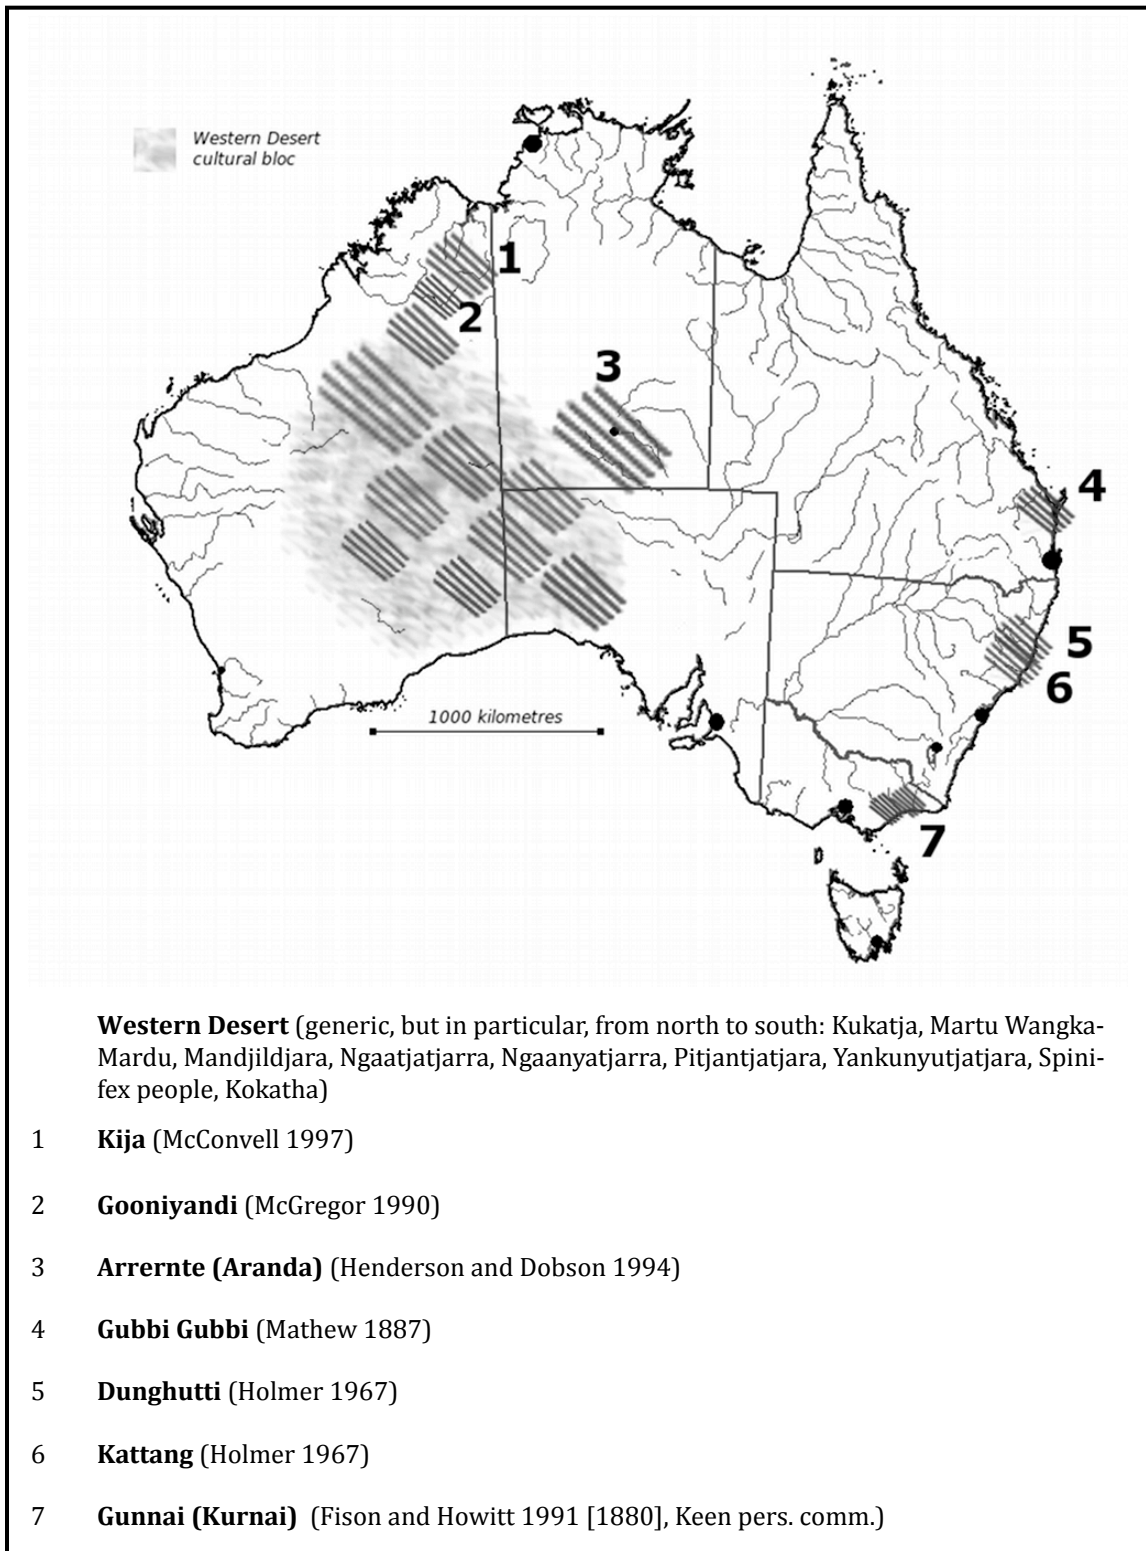 Western Desert
cultural bloc
1
2
3
4
5
6
1000 kilometres
7
Western Desert (generic, but in particular, from north to south: Kukatja, Martu Wangka-
Mardu, Mandjildjara, Ngaatjatjarra, Ngaanyatjarra, Pitjantjatjara, Yankunyutjatjara, Spini-
fex people, Kokatha)
1 Kija (McConvell 1997)
2 Gooniyandi (McGregor 1990)
3 Arrernte (Aranda) (Henderson and Dobson 1994)
4 Gubbi Gubbi (Mathew 1887)
5 Dunghutti (Holmer 1967)
6 Kattang (Holmer 1967)
7 Gunnai (Kurnai) (Fison and Howitt 1991 [1880], Keen pers. comm.)